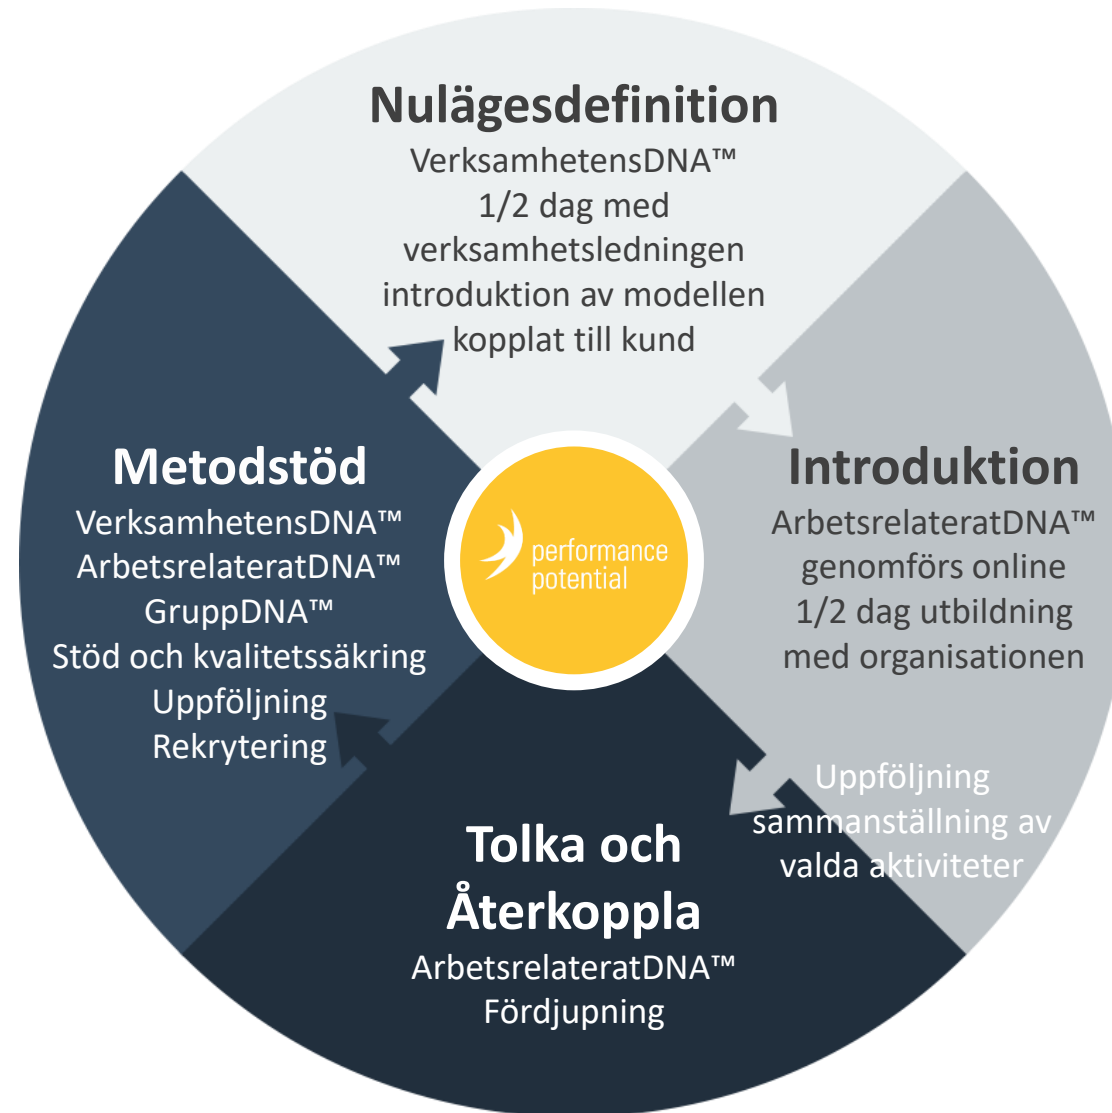 Nulägesdefinition
VerksamhetensDNA™
1/2 dag med
verksamhetsledningen
introduktion av modellen
kopplat till kund
Introduktion
ArbetsrelateratDNA™
genomförs online
1/2 dag utbildning
med organisationen
Uppföljning
sammanställning av
valda aktiviteter
Tolka och
Återkoppla
ArbetsrelateratDNA™
Fördjupning
Metodstöd
VerksamhetensDNA™
ArbetsrelateratDNA™
GruppDNA™
Stöd och kvalitetssäkring
Uppföljning
Rekrytering
performance
potential